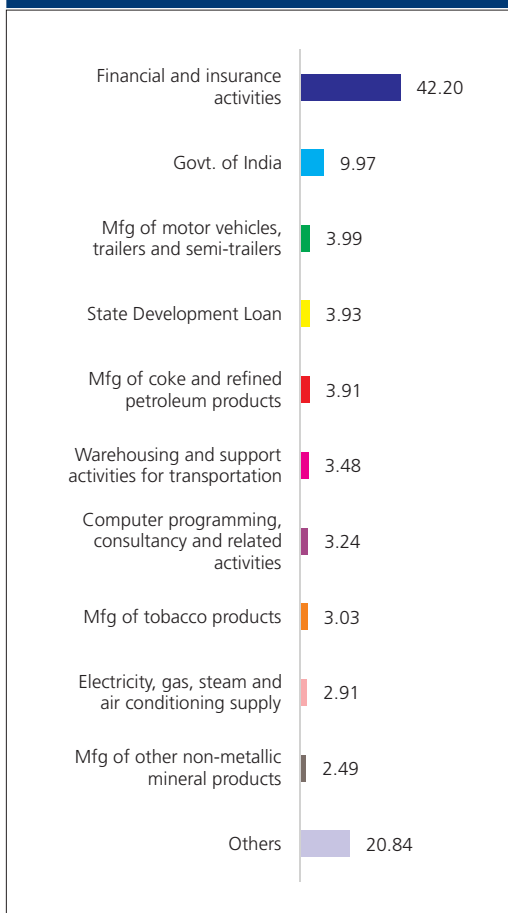 Financial and insurance
activities
42.20
Govt. of India
9.97
Mfg of motor vehicles,
trailers and semi-trailers
3.99
State Development Loan
3.93
Mfg of coke and refined
petroleum products
3.91
Warehousing and support
activities for transportation
3.48
Computer programming,
consultancy and related
activities
3.24
Mfg of tobacco products
3.03
Electricity, gas, steam and
air conditioning supply
2.91
Mfg of other non-metallic
mineral products
2.49
Others
20.84